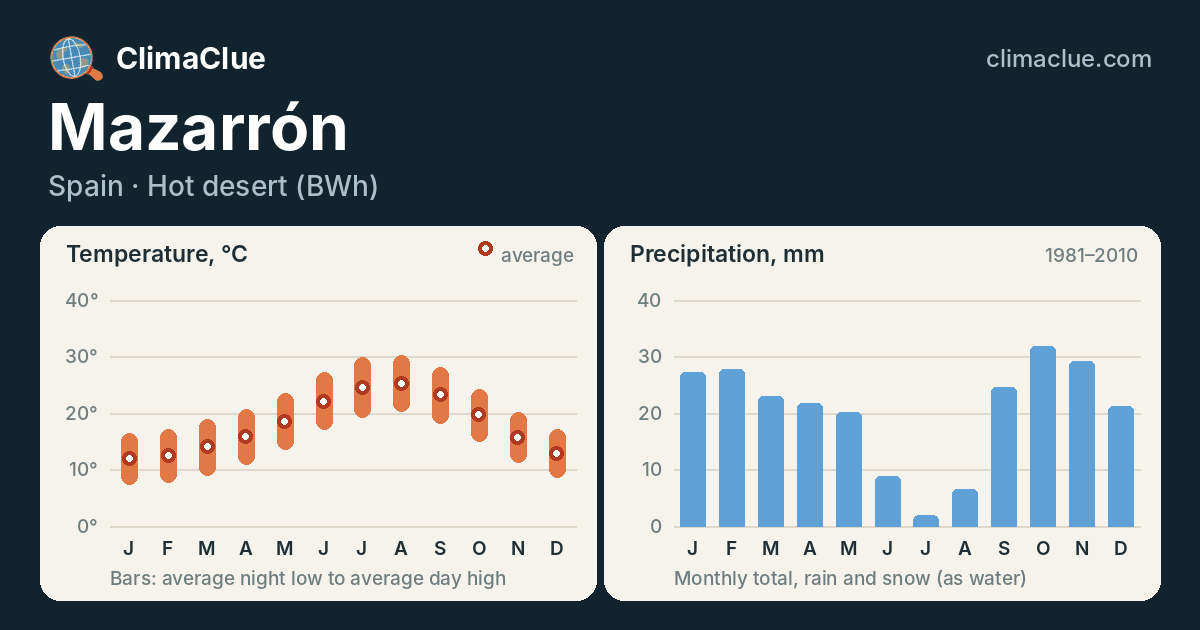 ClimaClue
climaclue.com
Mazarrón
Spain · Hot desert (BWh)
Temperature, °C
average
40°
30°
20°
10°
0°
J F M A M J J A S O N D
Bars: average night low to average day high
Precipitation, mm
1981–2010
40
30
20
10
0
J F M A M J J A S O N D
Monthly total, rain and snow (as water)